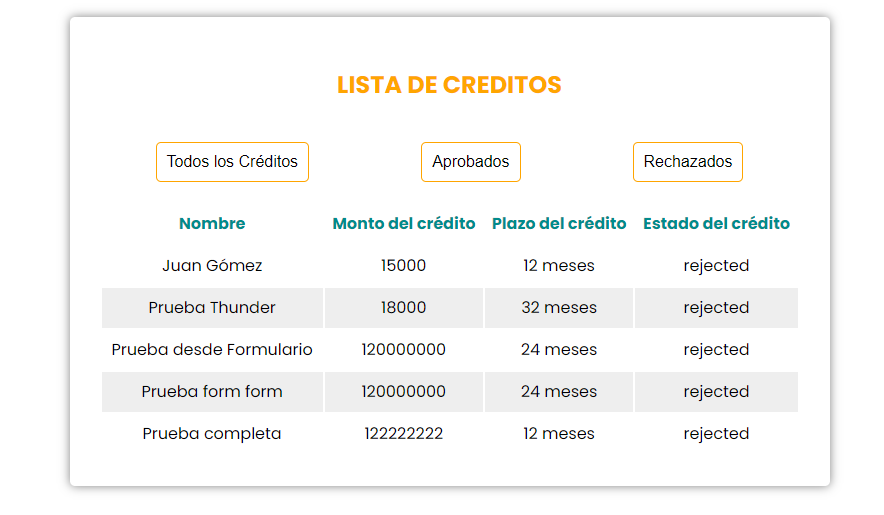 LISTA DE CREDITOS
Todos los Créditos Aprobados Rechazados
Nombre Monto del crédito Plazo del crédito Estado del crédito
Juan Gómez 15000 12 meses rejected
Prueba Thunder 18000 32 meses rejected
Prueba desde Formulario 120000000 24 meses rejected
Prueba form form 120000000 24 meses rejected
Prueba completa 122222222 12 meses rejected